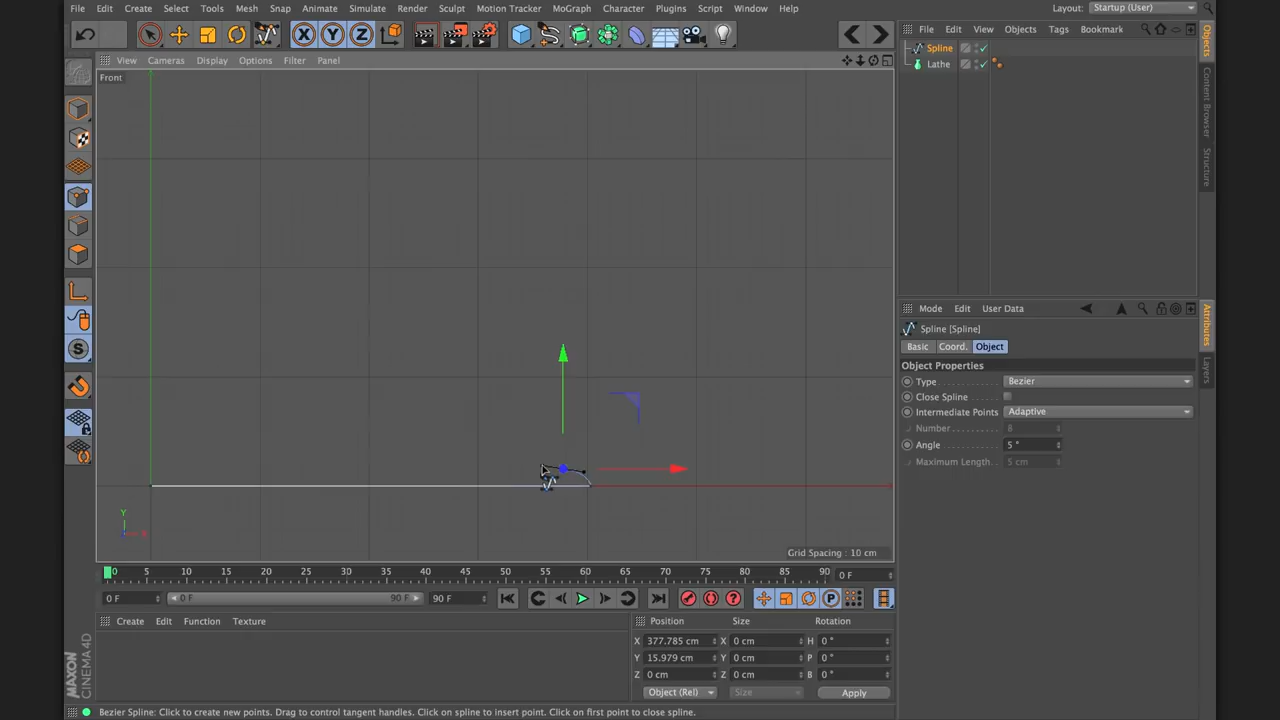 File Edit Create Select Tools Mesh Snap Animate Simulate Render Sculpt Motion Tracker MoGraph Character Plugins Script Window Help Layout: Startup (User)
X Y Z
File Edit View Objects Tags Bookmark
Spline
Lathe
View Cameras Display Options Filter Panel
Front
Objects
Content Browser
Structure
Mode Edit User Data
Spline [Spline]
Basic Coord. Object
Object Properties
Type Bezier
Close Spline
Intermediate Points Adaptive
Number 8
Angle 5 °
Maximum Length. 5 cm
Attributes
Layers
S
Y
Grid Spacing : 10 cm
0 5 10 15 20 25 30 35 40 45 50 55 60 65 70 75 80 85 90 0 F
0 F 0 F 90 F 90 F
P
Create Edit Function Texture
Position Size Rotation
X 377.785 cm X 0 cm H 0 °
Y 15.979 cm Y 0 cm P 0 °
Z 0 cm Z 0 cm B 0 °
Object (Rel) Size Apply
MAXON
CINEMA4D
Bezier Spline: Click to create new points. Drag to control tangent handles. Click on spline to insert point. Click on first point to close spline.